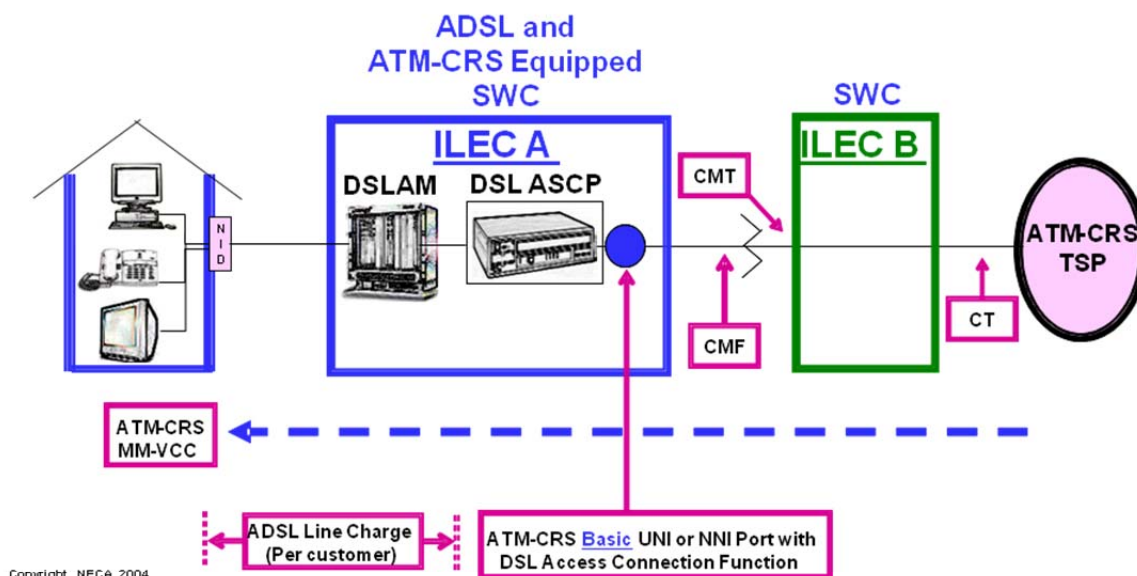 ADSL and
ATM-CRS Equipped
SWC
SWC
ILEC A
ILEC B
DSLAM
DSL ASCP
CMT
NID
ATM-CRS
TSP
CMF
CT
ATM-CRS
MM-VCC
ADSL Line Charge
(Per customer)
ATM-CRS Basic UNI or NNI Port with
DSL Access Connection Function
Copyright NECA 2004